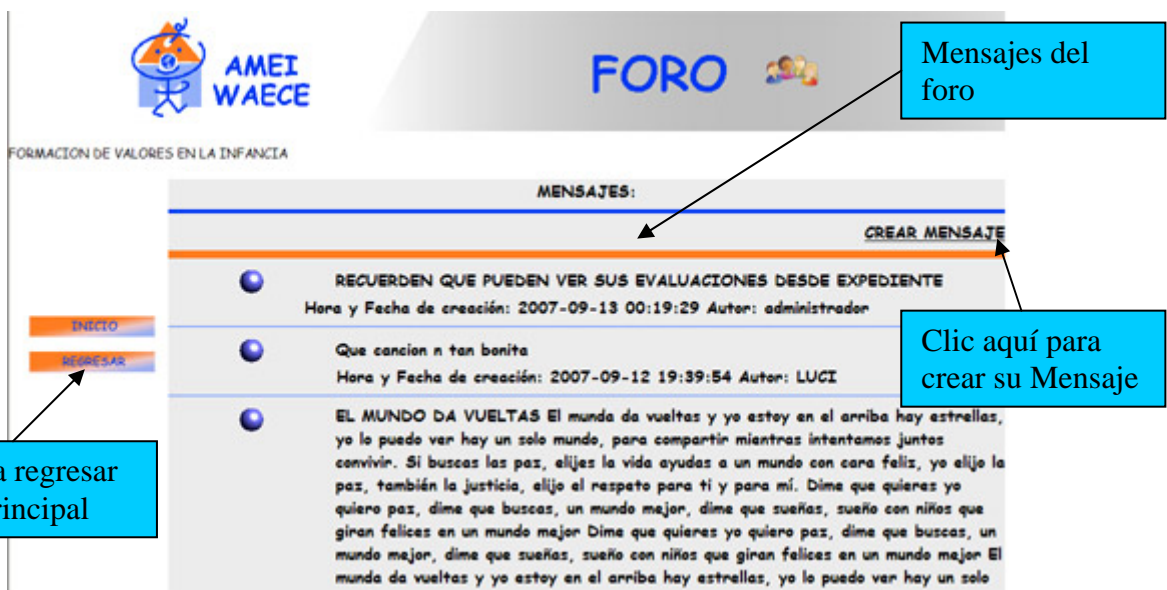 AMEI
WAECE
FORO
Mensajes del
foro
FORMACION DE VALORES EN LA INFANCIA
MENSAJES:
CREAR MENSAJE
RECUERDEN QUE PUEDEN VER SUS EVALUACIONES DESDE EXPEDIENTE
Hora y Fecha de creación: 2007-09-13 00:19:29 Autor: administrador
INICIO
REGRESAR
Que cancion n tan bonita
Hora y Fecha de creación: 2007-09-12 19:39:54 Autor: LUCI
Clic aquí para
crear su Mensaje
EL MUNDO DA VUELTAS El munda da vueltas y yo estoy en el arriba hay estrellas,
yo lo puedo ver hay un solo mundo, para compartir mientras intentamos juntos
convivir. Si buscas las paz, elijes la vida ayudas a un mundo con cara feliz, yo elijo la
paz, también la justicia, elijo el respeto para ti y para mí. Dime que quieres yo
quiero paz, dime que buscas, un mundo mejor, dime que sueñas, sueño con niños que
giran felices en un mundo mejor Dime que quieres yo quiero paz, dime que buscas, un
mundo mejor, dime que sueñas, sueño con niños que giran felices en un mundo mejor El
munda da vueltas y yo estoy en el arriba hay estrellas, yo lo puedo ver hay un solo
a regresar
rincipal